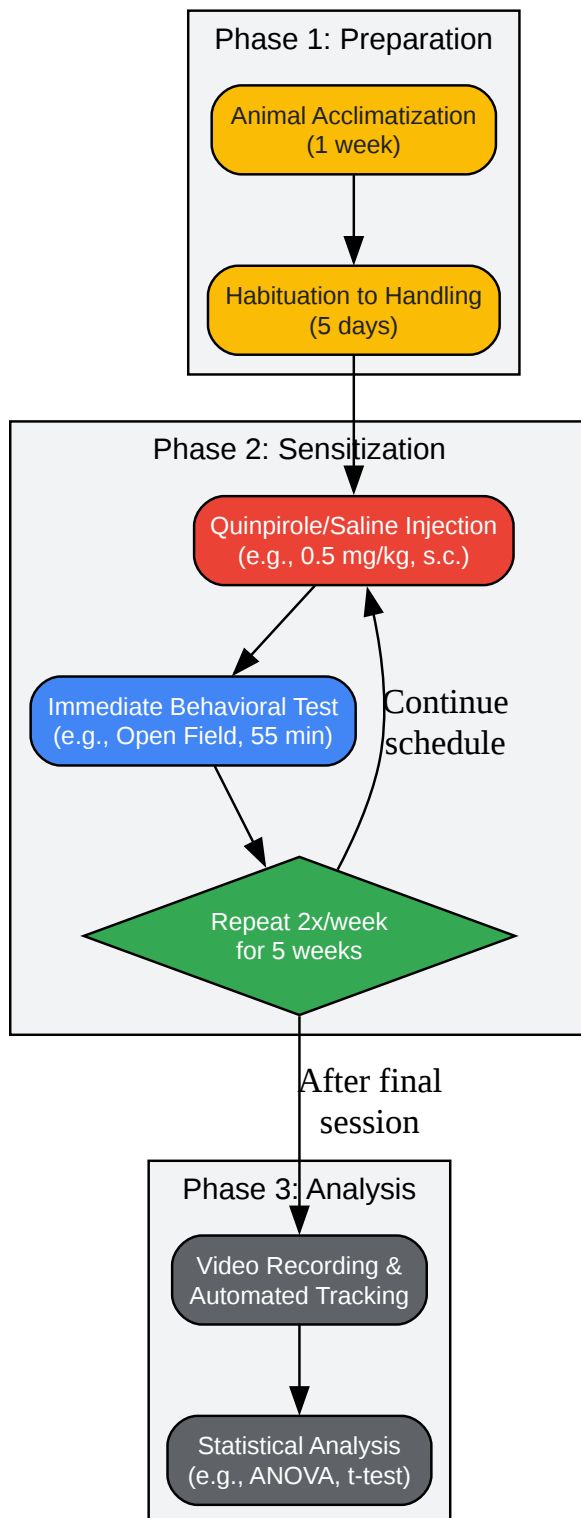 Phase 1: Preparation
Animal Acclimatization
(1 week)
Habituation to Handling
(5 days)
Phase 2: Sensitization
Quinpirole/Saline Injection
(e.g., 0.5 mg/kg, s.c.)
Immediate Behavioral Test
(e.g., Open Field, 55 min)
Continue
schedule
Repeat 2x/week
for 5 weeks
After final
session
Phase 3: Analysis
Video Recording &
Automated Tracking
Statistical Analysis
(e.g., ANOVA, t-test)